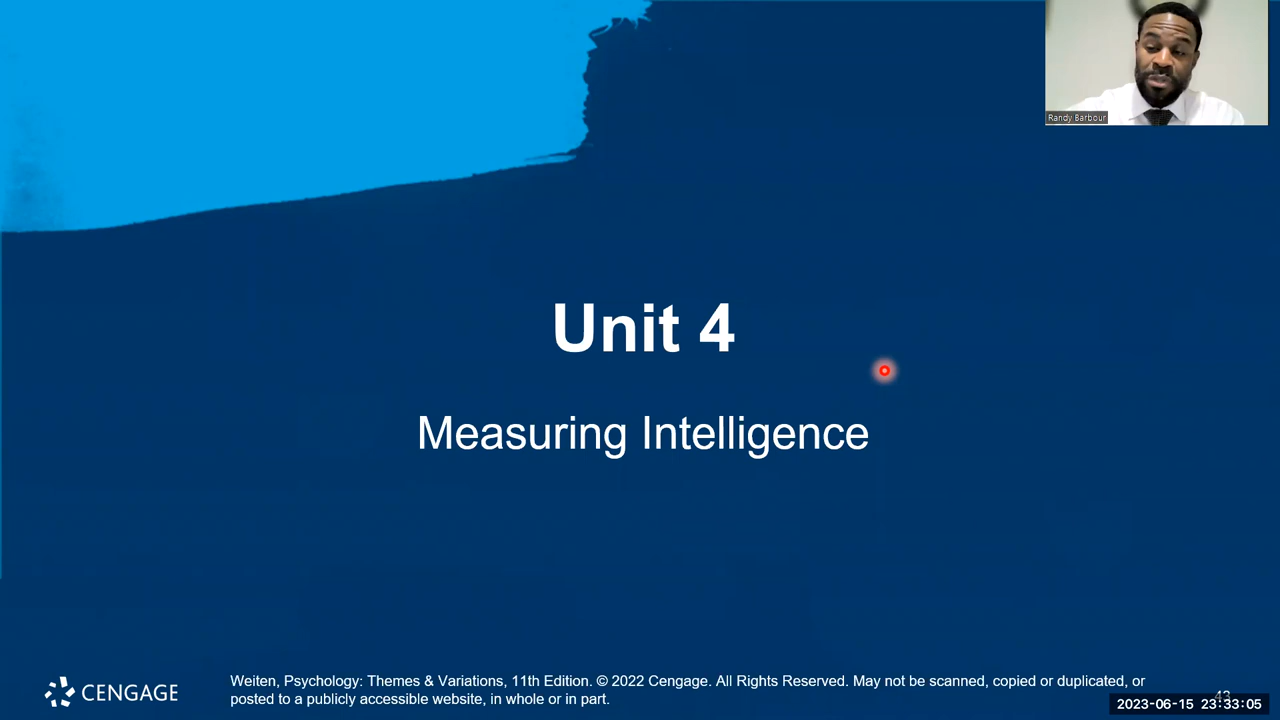 Randy Barbour
Unit 4
Measuring Intelligence
CENGAGE
Weiten, Psychology: Themes & Variations, 11th Edition. © 2022 Cengage. All Rights Reserved. May not be scanned, copied or duplicated, or
posted to a publicly accessible website, in whole or in part.
43
2023-06-15 23:33:05